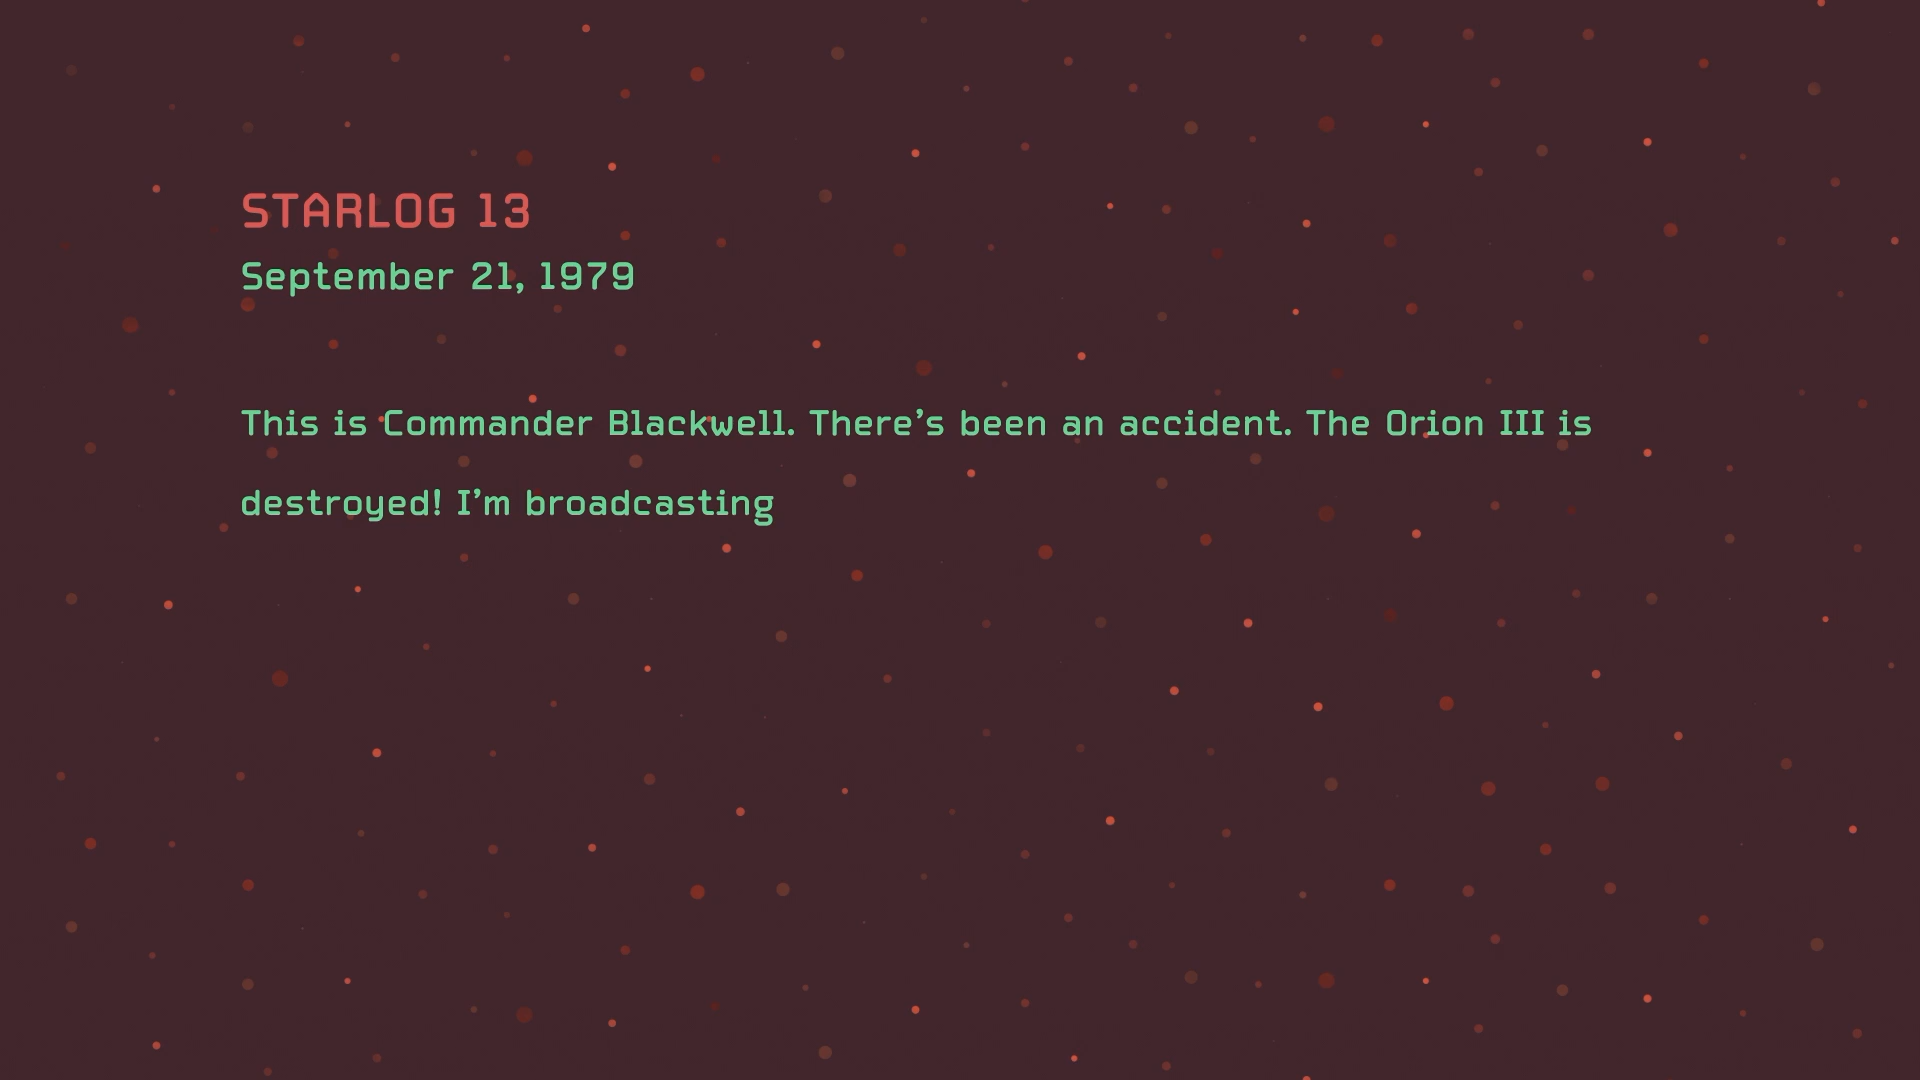 STARLOG 13
September 21, 1979
This is Commander Blackwell. There’s been an accident. The Orion III is
destroyed! I’m broadcasting